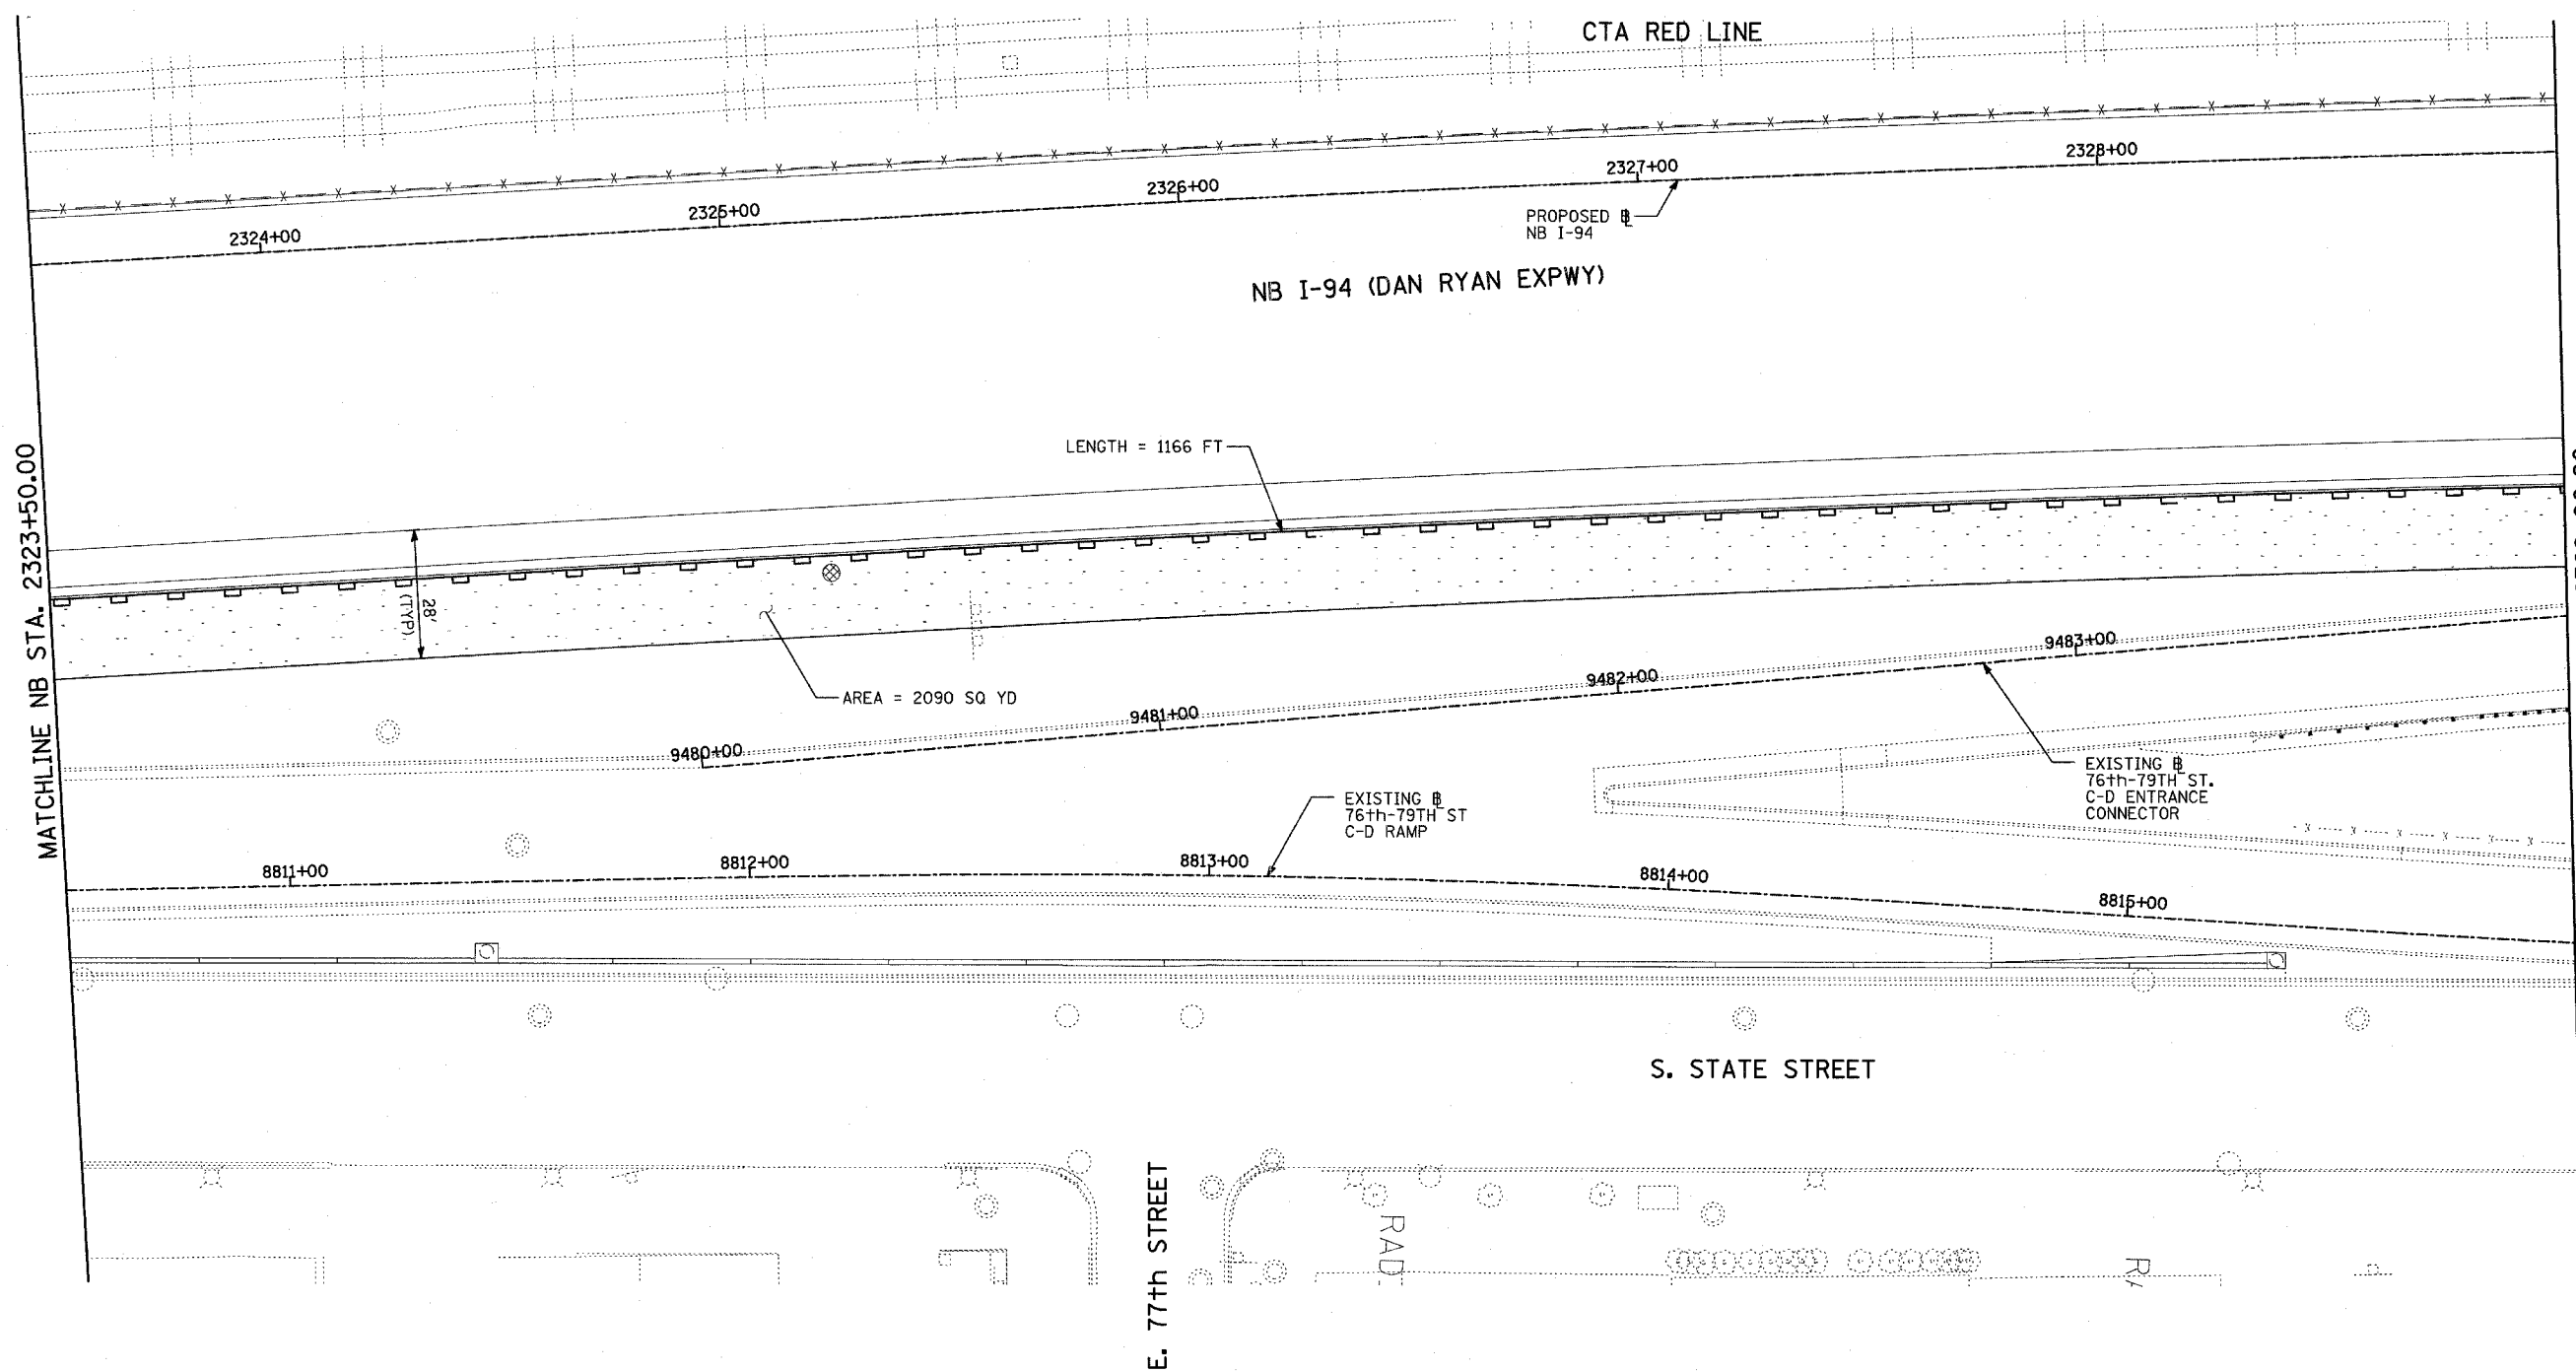 CTA RED LINE
2324+00
2325+00
2326+00
2327+00
2328+00
PROPOSED ℄
NB I-94
NB I-94 (DAN RYAN EXPWY)
LENGTH = 1166 FT
MATCHLINE NB STA. 2323+50.00
28'
(TYP)
AREA = 2090 SQ YD
9480+00
9481+00
9482+00
9483+00
EXISTING
76th-79TH ST.
C-D ENTRANCE
CONNECTOR
EXISTING
76th-79TH ST
C-D RAMP
8811+00
8812+00
8813+00
8814+00
8815+00
S. STATE STREET
E. 77th STREET
RAD.